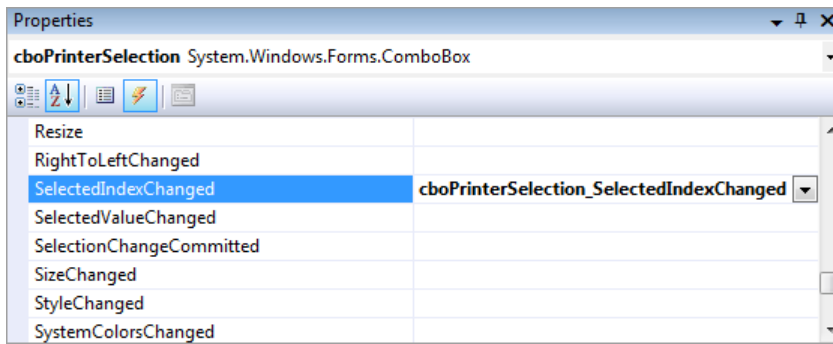 Properties
cboPrinterSelection System.Windows.Forms.ComboBox
A Z
Resize
RightToLeftChanged
SelectedIndexChanged cboPrinterSelection_SelectedIndexChanged
SelectedValueChanged
SelectionChangeCommitted
SizeChanged
StyleChanged
SystemColorsChanged